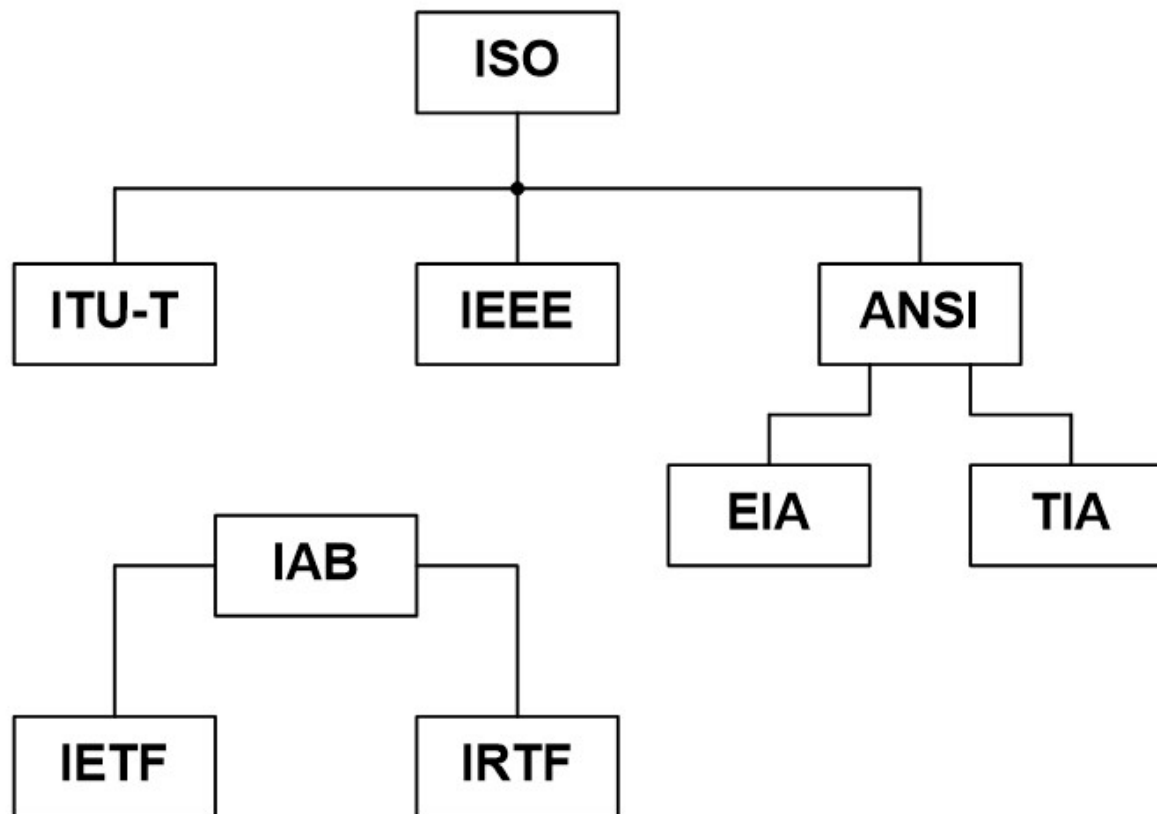 ISO
ITU-T
IEEE
ANSI
EIA
TIA
IAB
IETF
IRTF